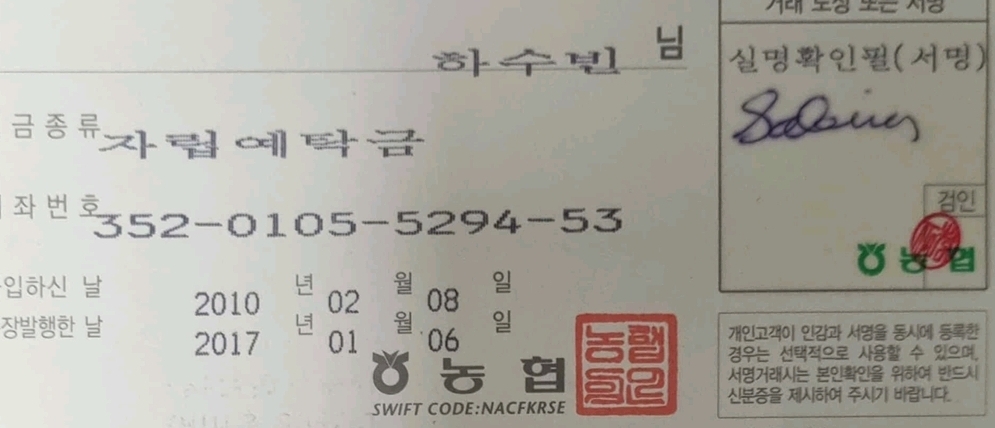 거래 도장 또는 서명
하수빈 님
실명확인필(서명)
금종류 자립예탁금
좌번호 352-0105-5294-53
검인
농협
입하신 날 2010 년 02 월 08 일
장발행한 날 2017 년 01 월 06 일
농협
SWIFT CODE:NACFKRSE
개인고객이 인감과 서명을 동시에 등록한
경우는 선택적으로 사용할 수 있으며,
서명거래시는 본인확인을 위하여 반드시
신분증을 제시하여 주시기 바랍니다.